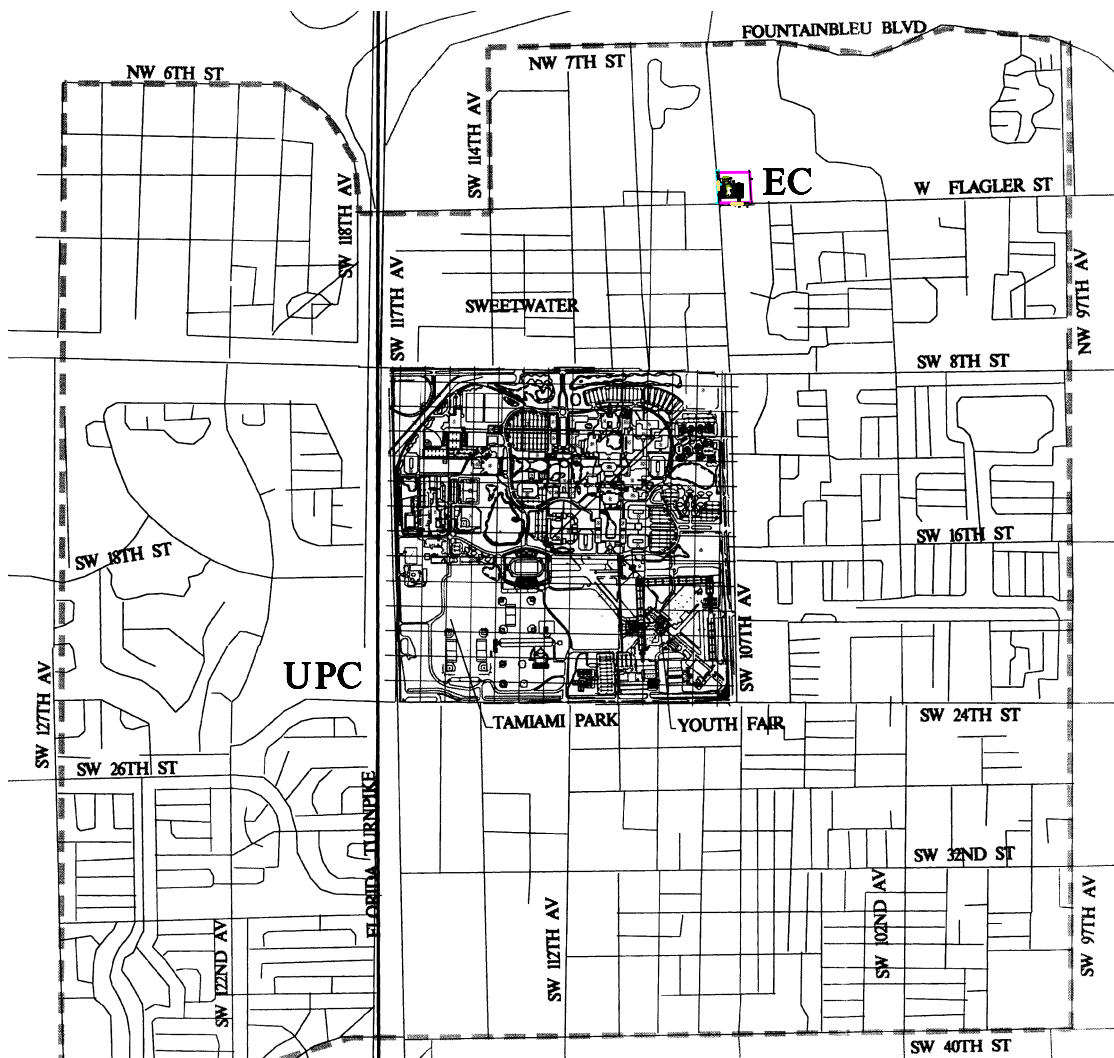 FOUNTAINBLEU BLVD
NW 6TH ST
NW 7TH ST
SW 114TH AV
EC
W FLAGLER ST
SW 118TH AV
SW 117TH AV
NW 97TH AV
SWEETWATER
SW 8TH ST
SW 16TH ST
SW 18TH ST
SW 107TH AV
UPC
SW 127TH AV
TAMIAMI PARK
YOUTH FAIR
SW 24TH ST
SW 26TH ST
FLORIDA TURNPIKE
SW 32ND ST
SW 122ND AV
SW 112TH AV
SW 102ND AV
SW 97TH AV
SW 40TH ST